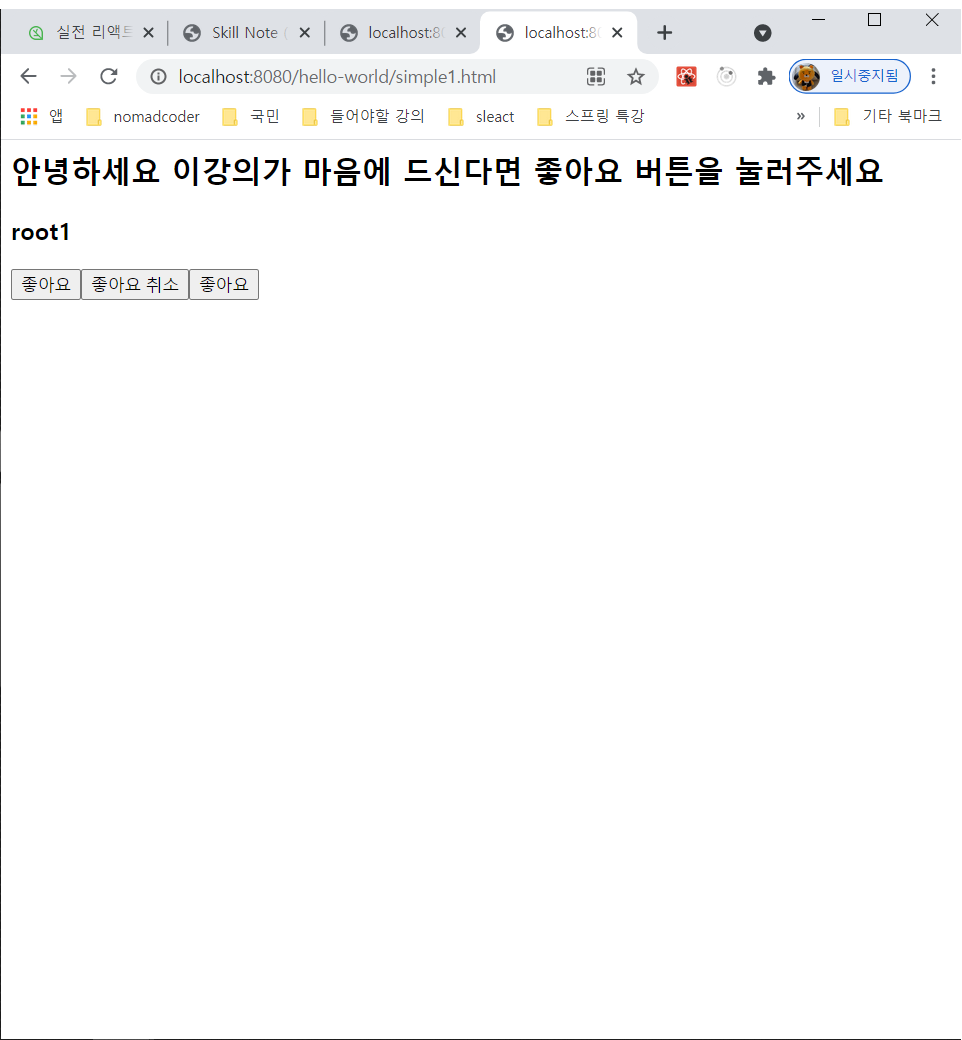 실전 리액트
Skill Note (
localhost:80
localhost:80
localhost:8080/hello-world/simple1.html
일시중지됨
앱
nomadcoder
국민
들어야할 강의
sleact
스프링 특강
»
기타 북마크
안녕하세요 이강의가 마음에 드신다면 좋아요 버튼을 눌러주세요
root1
좋아요 좋아요 취소 좋아요